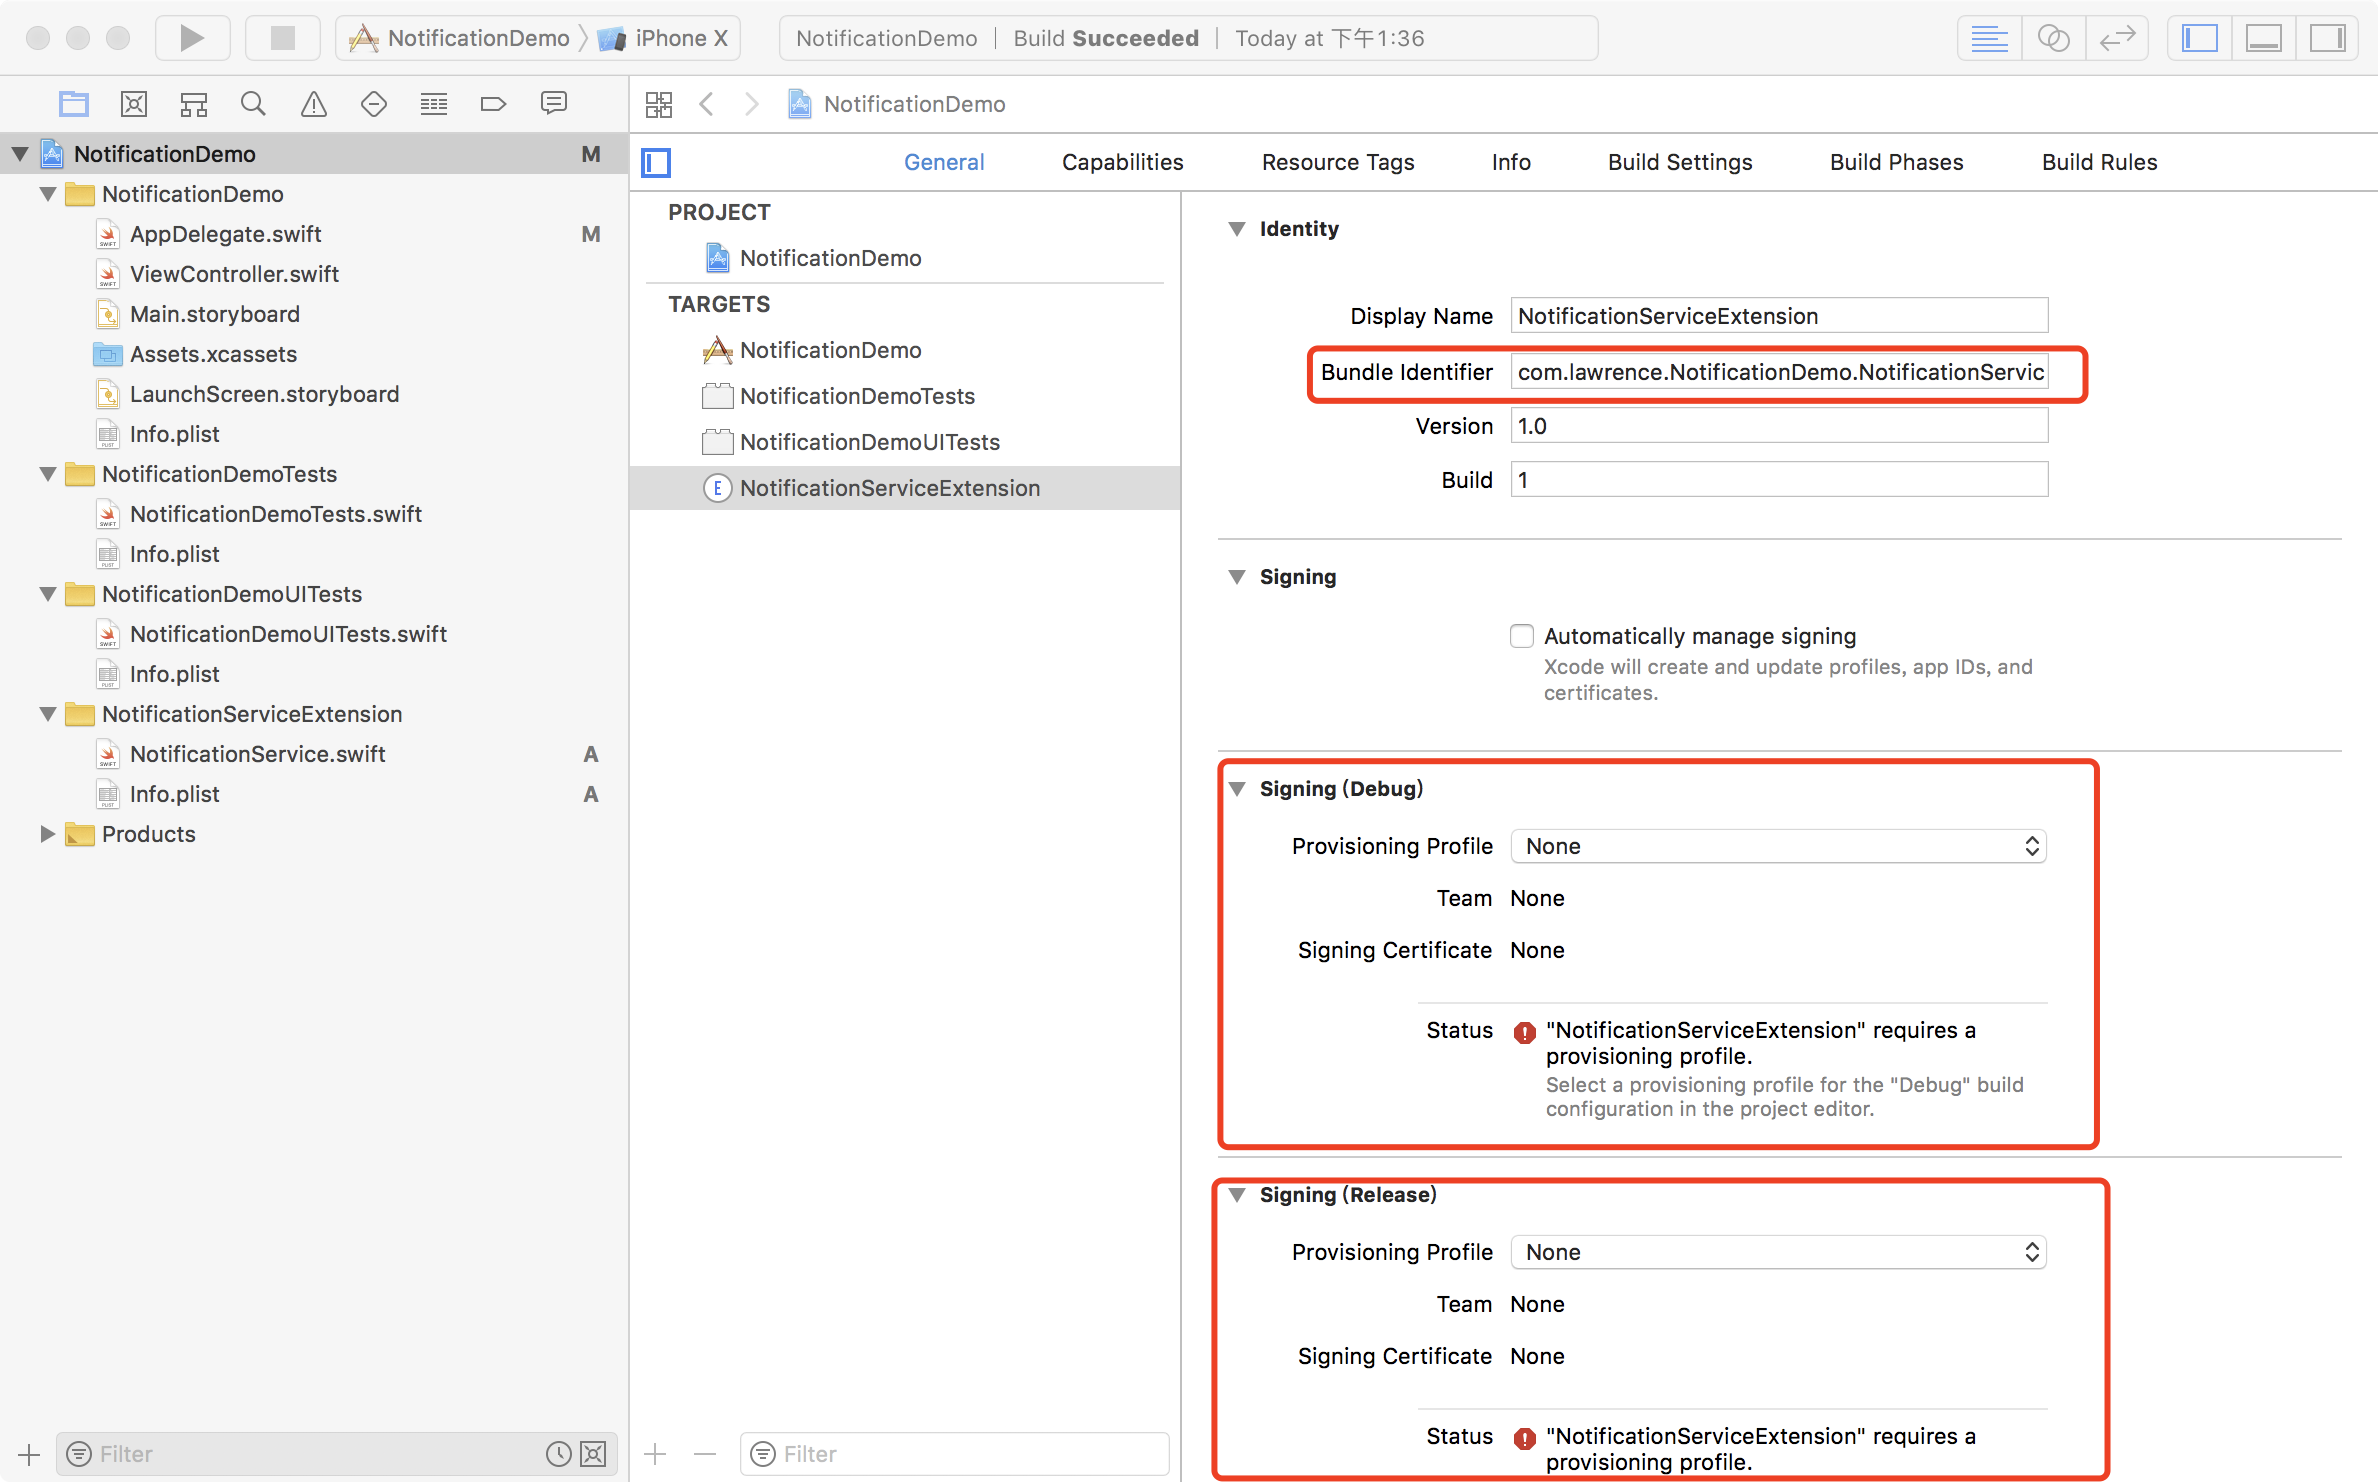 NotificationDemo
iPhone X
NotificationDemo | Build Succeeded | Today at 下午1:36
NotificationDemo
NotificationDemo M
NotificationDemo
AppDelegate.swift M
ViewController.swift
Main.storyboard
Assets.xcassets
LaunchScreen.storyboard
Info.plist
NotificationDemoTests
NotificationDemoTests.swift
Info.plist
NotificationDemoUITests
NotificationDemoUITests.swift
Info.plist
NotificationServiceExtension
NotificationService.swift A
Info.plist A
Products
Filter
General Capabilities Resource Tags Info Build Settings Build Phases Build Rules
PROJECT
NotificationDemo
TARGETS
NotificationDemo
NotificationDemoTests
NotificationDemoUITests
E NotificationServiceExtension
Filter
Identity
Display Name NotificationServiceExtension
Bundle Identifier com.lawrence.NotificationDemo.NotificationServic
Version 1.0
Build 1
Signing
Automatically manage signing
Xcode will create and update profiles, app IDs, and
certificates.
Signing (Debug)
Provisioning Profile None
Team None
Signing Certificate None
Status "NotificationServiceExtension" requires a
provisioning profile.
Select a provisioning profile for the "Debug" build
configuration in the project editor.
Signing (Release)
Provisioning Profile None
Team None
Signing Certificate None
Status "NotificationServiceExtension" requires a
provisioning profile.